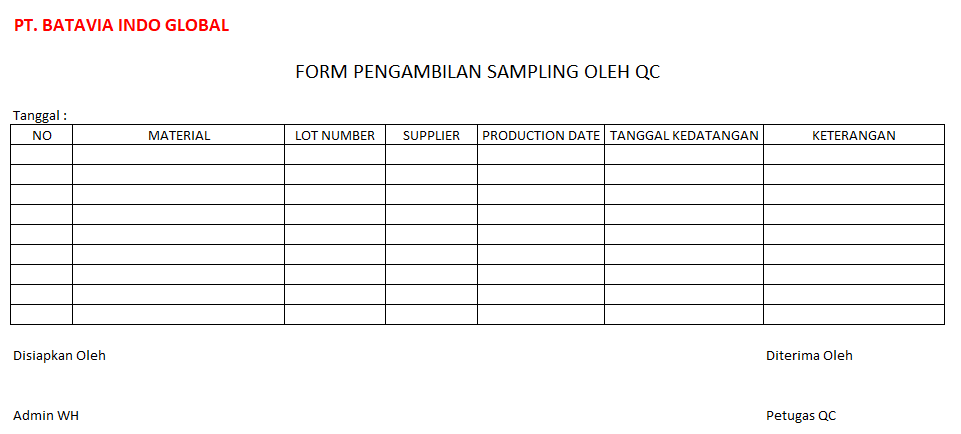 PT. BATAVIA INDO GLOBAL
FORM PENGAMBILAN SAMPLING OLEH QC
Tanggal :
NO MATERIAL LOT NUMBER SUPPLIER PRODUCTION DATE TANGGAL KEDATANGAN KETERANGAN
Disiapkan Oleh Diterima Oleh
Admin WH Petugas QC